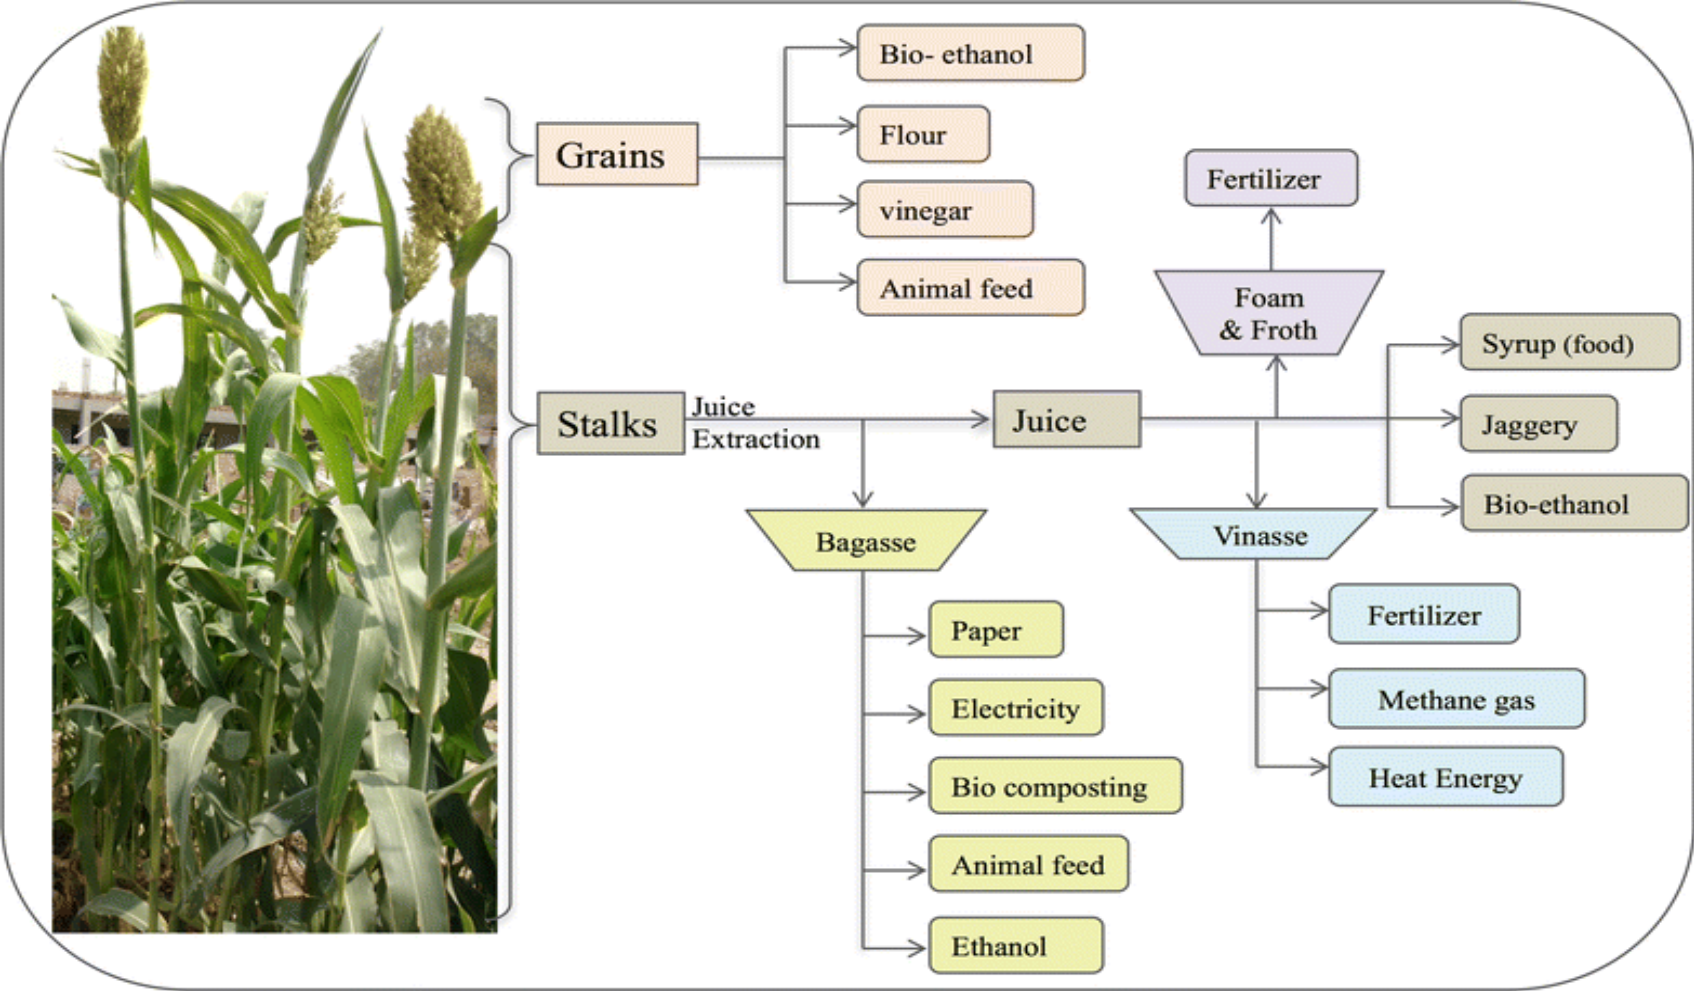 Grains
Bio- ethanol
Flour
vinegar
Animal feed
Stalks
Juice
Extraction
Juice
Fertilizer
Foam
& Froth
Syrup (food)
Jaggery
Bio-ethanol
Bagasse
Paper
Electricity
Bio composting
Animal feed
Ethanol
Vinasse
Fertilizer
Methane gas
Heat Energy